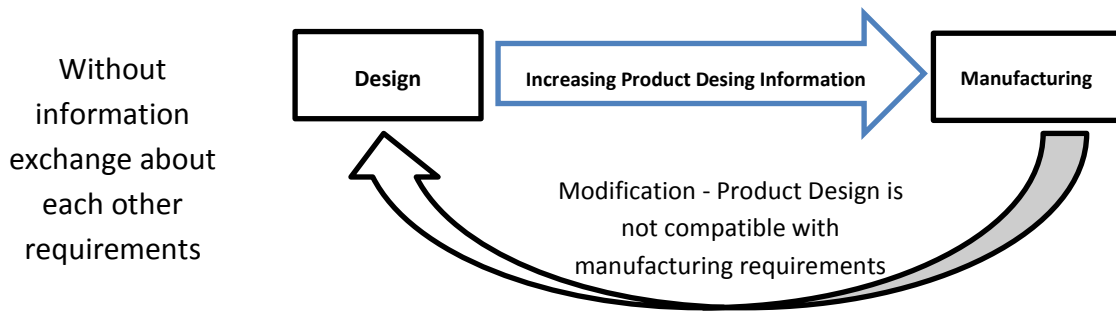 Without
information
exchange about
each other
requirements
Design
Increasing Product Desing Information
Manufacturing
Modification - Product Design is
not compatible with
manufacturing requirements